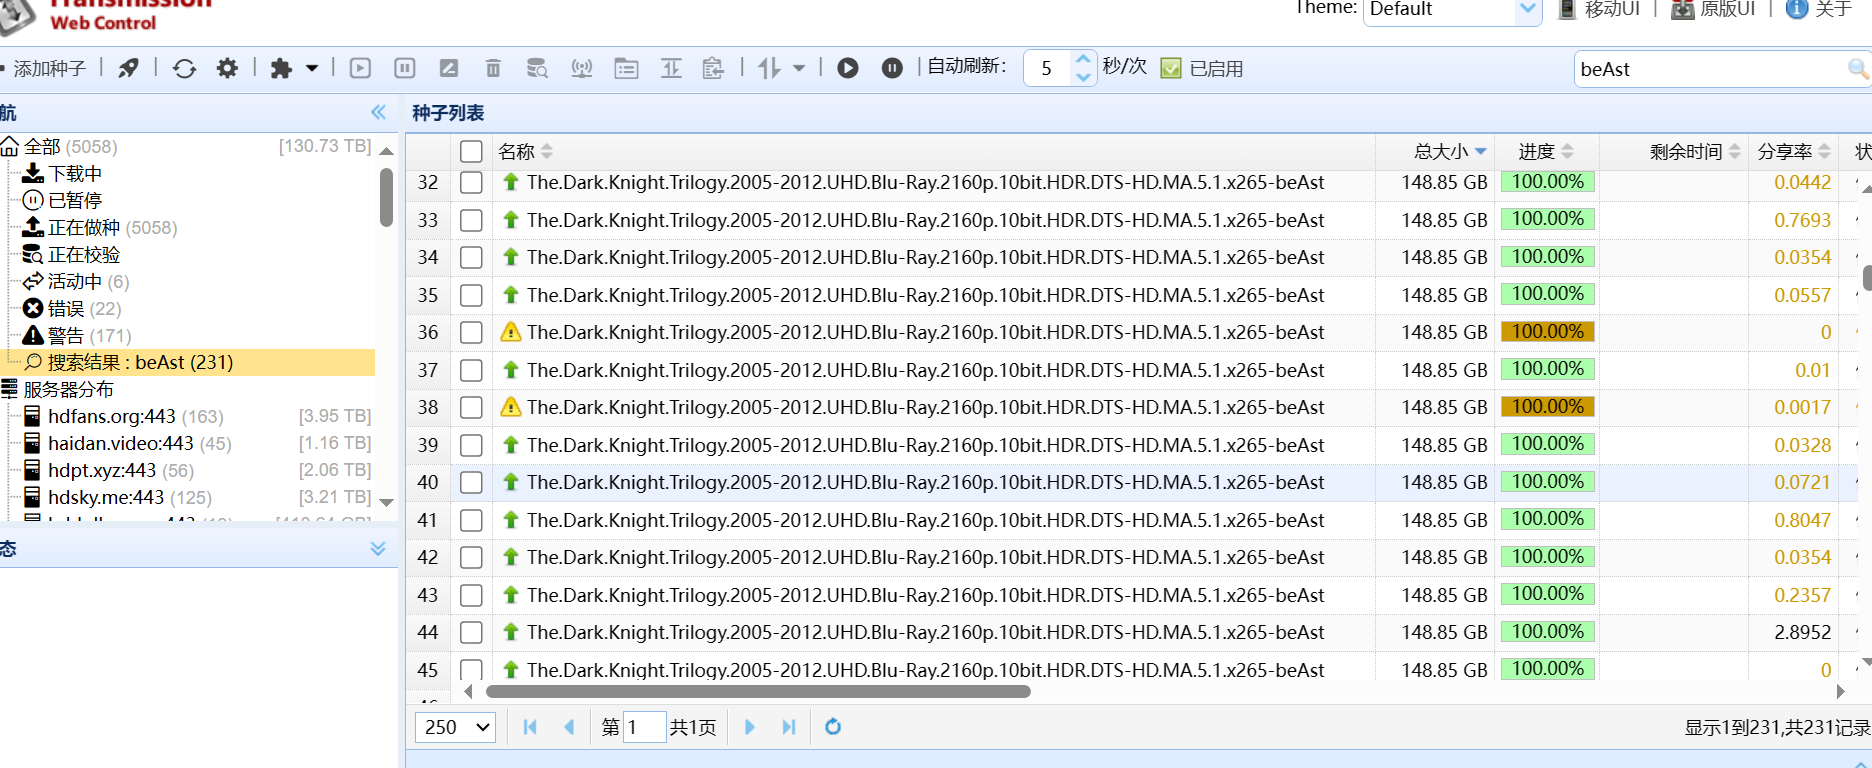 Transmission
Web Control
Theme: Default 移动UI | 原版UI | 关于
添加种子 自动刷新: 5 秒/次 已启用 beAst
航 种子列表
全部 (5058) [130.73 TB]
下载中
已暂停
正在做种 (5058)
正在校验
活动中 (6)
错误 (22)
警告 (171)
搜索结果 : beAst (231)
服务器分布
hdfans.org:443 (163) [3.95 TB]
haidan.video:443 (45) [1.16 TB]
hdpt.xyz:443 (56) [2.06 TB]
hdsky.me:443 (125) [3.21 TB]
态
名称 总大小 进度 剩余时间 分享率 状
32 The.Dark.Knight.Trilogy.2005-2012.UHD.Blu-Ray.2160p.10bit.HDR.DTS-HD.MA.5.1.x265-beAst 148.85 GB 100.00% 0.0442
33 The.Dark.Knight.Trilogy.2005-2012.UHD.Blu-Ray.2160p.10bit.HDR.DTS-HD.MA.5.1.x265-beAst 148.85 GB 100.00% 0.7693
34 The.Dark.Knight.Trilogy.2005-2012.UHD.Blu-Ray.2160p.10bit.HDR.DTS-HD.MA.5.1.x265-beAst 148.85 GB 100.00% 0.0354
35 The.Dark.Knight.Trilogy.2005-2012.UHD.Blu-Ray.2160p.10bit.HDR.DTS-HD.MA.5.1.x265-beAst 148.85 GB 100.00% 0.0557
36 The.Dark.Knight.Trilogy.2005-2012.UHD.Blu-Ray.2160p.10bit.HDR.DTS-HD.MA.5.1.x265-beAst 148.85 GB 100.00% 0
37 The.Dark.Knight.Trilogy.2005-2012.UHD.Blu-Ray.2160p.10bit.HDR.DTS-HD.MA.5.1.x265-beAst 148.85 GB 100.00% 0.01
38 The.Dark.Knight.Trilogy.2005-2012.UHD.Blu-Ray.2160p.10bit.HDR.DTS-HD.MA.5.1.x265-beAst 148.85 GB 100.00% 0.0017
39 The.Dark.Knight.Trilogy.2005-2012.UHD.Blu-Ray.2160p.10bit.HDR.DTS-HD.MA.5.1.x265-beAst 148.85 GB 100.00% 0.0328
40 The.Dark.Knight.Trilogy.2005-2012.UHD.Blu-Ray.2160p.10bit.HDR.DTS-HD.MA.5.1.x265-beAst 148.85 GB 100.00% 0.0721
41 The.Dark.Knight.Trilogy.2005-2012.UHD.Blu-Ray.2160p.10bit.HDR.DTS-HD.MA.5.1.x265-beAst 148.85 GB 100.00% 0.8047
42 The.Dark.Knight.Trilogy.2005-2012.UHD.Blu-Ray.2160p.10bit.HDR.DTS-HD.MA.5.1.x265-beAst 148.85 GB 100.00% 0.0354
43 The.Dark.Knight.Trilogy.2005-2012.UHD.Blu-Ray.2160p.10bit.HDR.DTS-HD.MA.5.1.x265-beAst 148.85 GB 100.00% 0.2357
44 The.Dark.Knight.Trilogy.2005-2012.UHD.Blu-Ray.2160p.10bit.HDR.DTS-HD.MA.5.1.x265-beAst 148.85 GB 100.00% 2.8952
45 The.Dark.Knight.Trilogy.2005-2012.UHD.Blu-Ray.2160p.10bit.HDR.DTS-HD.MA.5.1.x265-beAst 148.85 GB 100.00% 0
250 第 1 共1页 显示1到231,共231记录